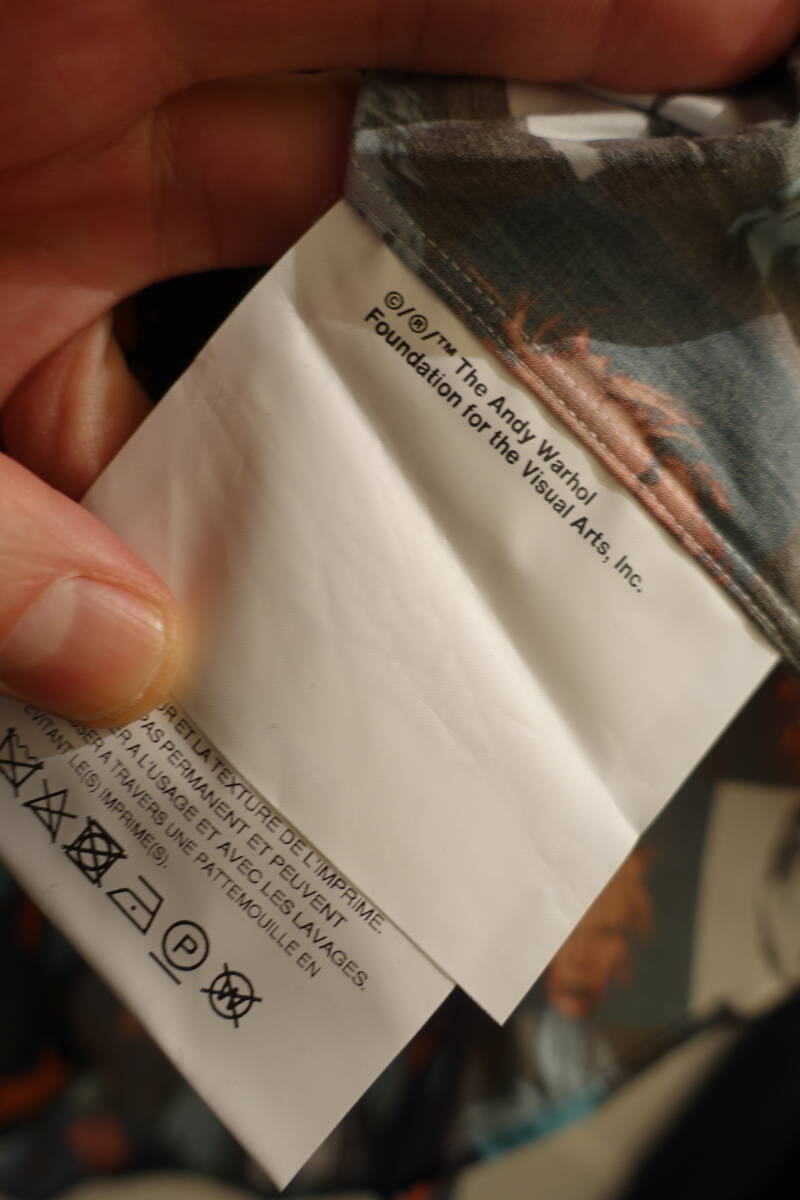 ©/®/™ The Andy Warhol
Foundation for the Visual Arts, Inc.
ET LA TEXTURE DE L'IMPRIME.
PAS PERMANENT ET PEUVENT
A L'USAGE ET AVEC LES LAVAGES.
A TRAVERS UNE PATTEMOUILLE EN
EVITANT LE(S) IMPRIME(S).
P
W